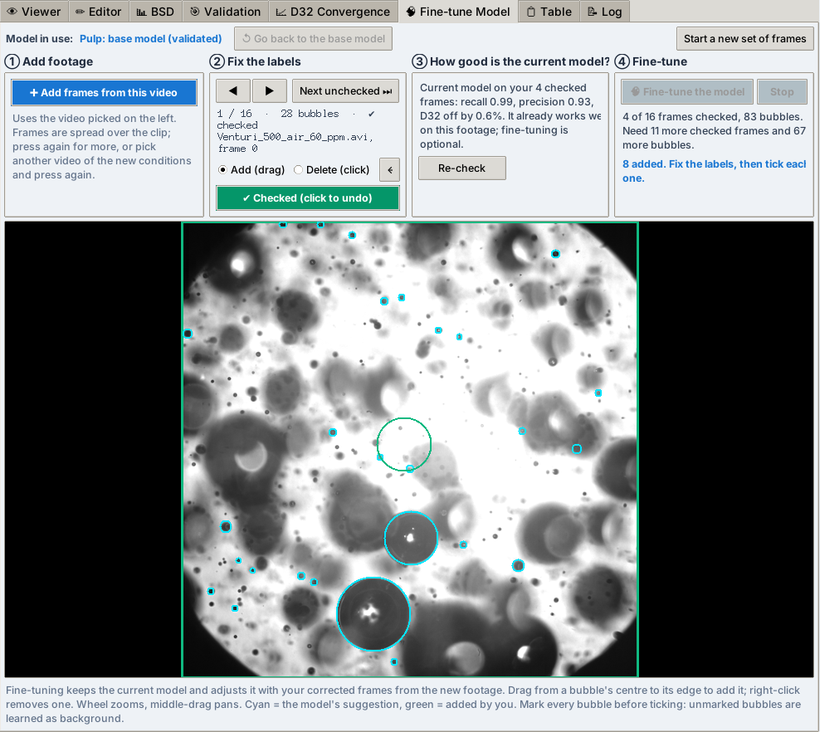 Viewer Editor BSD Validation D32 Convergence Fine-tune Model Table Log
Model in use: Pulp: base model (validated) Go back to the base model Start a new set of frames
1 Add footage
+ Add frames from this video
Uses the video picked on the left.
Frames are spread over the clip;
press again for more, or pick
another video of the new conditions
and press again.
2 Fix the labels
Next unchecked
1 / 16 · 28 bubbles · ✔
checked
Venturi_500_air_60_ppm.avi,
frame 0
Add (drag) Delete (click)
✔ Checked (click to undo)
3 How good is the current model?
Current model on your 4 checked
frames: recall 0.99, precision 0.93,
D32 off by 0.6%. It already works we
on this footage; fine-tuning is
optional.
Re-check
4 Fine-tune
Fine-tune the model Stop
4 of 16 frames checked, 83 bubbles.
Need 11 more checked frames and 67
more bubbles.
8 added. Fix the labels, then tick eacl
one.
Fine-tuning keeps the current model and adjusts it with your corrected frames from the new footage. Drag from a bubble's centre to its edge to add it; right-click
removes one. Wheel zooms, middle-drag pans. Cyan = the model's suggestion, green = added by you. Mark every bubble before ticking: unmarked bubbles are
learned as background.